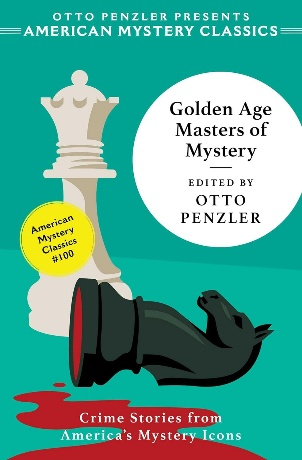 OTTO PENZLER PRESENTS
AMERICAN MYSTERY CLASSICS
Golden Age
Masters of
Mystery
EDITED BY
OTTO
PENZLER
American
Mystery
Classics
#100
Crime Stories from
America's Mystery Icons